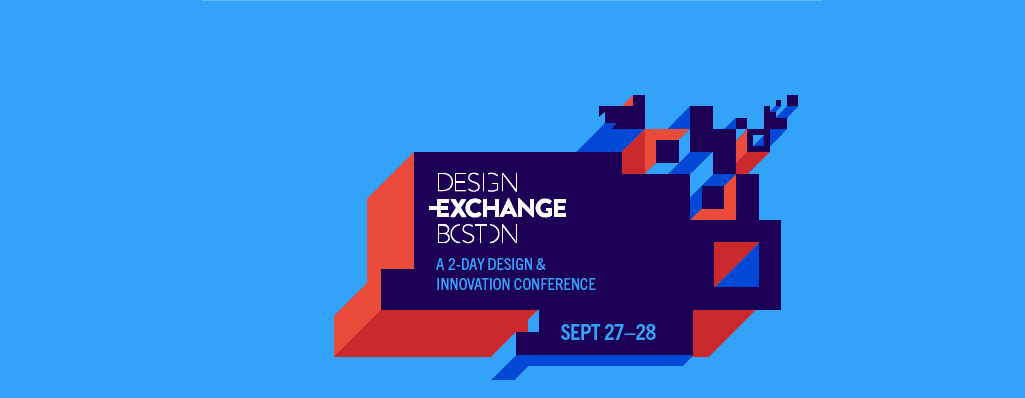 DESIGN
EXCHANGE
BOSTON
A 2-DAY DESIGN &
INNOVATION CONFERENCE
SEPT 27–28